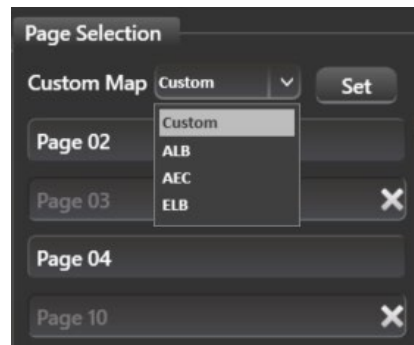 Page Selection
Custom Map Custom Set
Custom
Page 02
ALB
AEC
Page 03
ELB
Page 04
Page 10